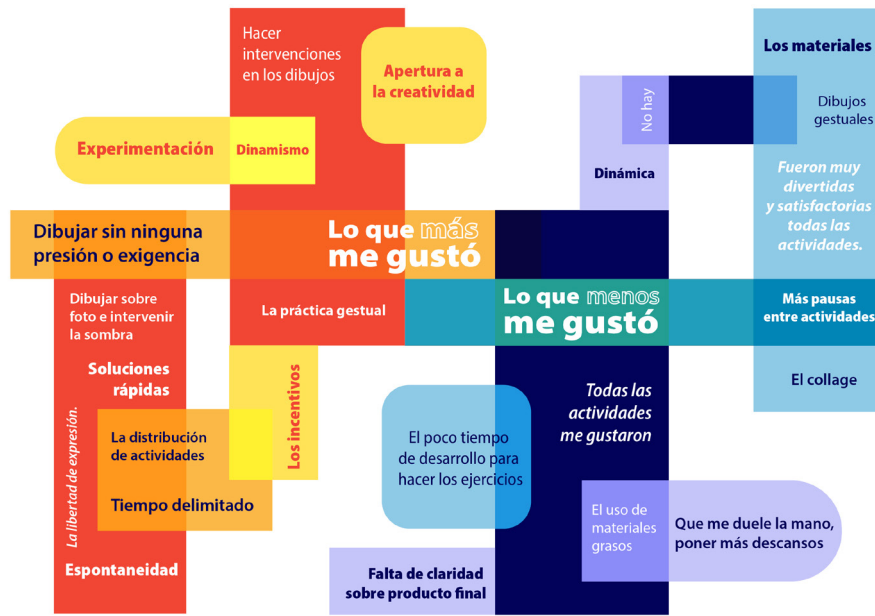 Hacer
intervenciones
en los dibujos
Apertura a
la creatividad
Experimentación
Dinamismo
Dibujar sin ninguna
presión o exigencia
Lo que más
me gustó
Dibujar sobre
foto e intervenir
la sombra
La práctica gestual
Soluciones
rápidas
La libertad de expresión.
La distribución
de actividades
Los incentivos
Tiempo delimitado
Espontaneidad
Los materiales
No hay
Dibujos
gestuales
Dinámica
Fueron muy
divertidas
y satisfactorias
todas las
actividades.
Lo que menos
me gustó
Más pausas
entre actividades
El collage
Todas las
actividades
me gustaron
El poco tiempo
de desarrollo para
hacer los ejercicios
El uso de
materiales
grasos
Que me duele la mano,
poner más descansos
Falta de claridad
sobre producto final